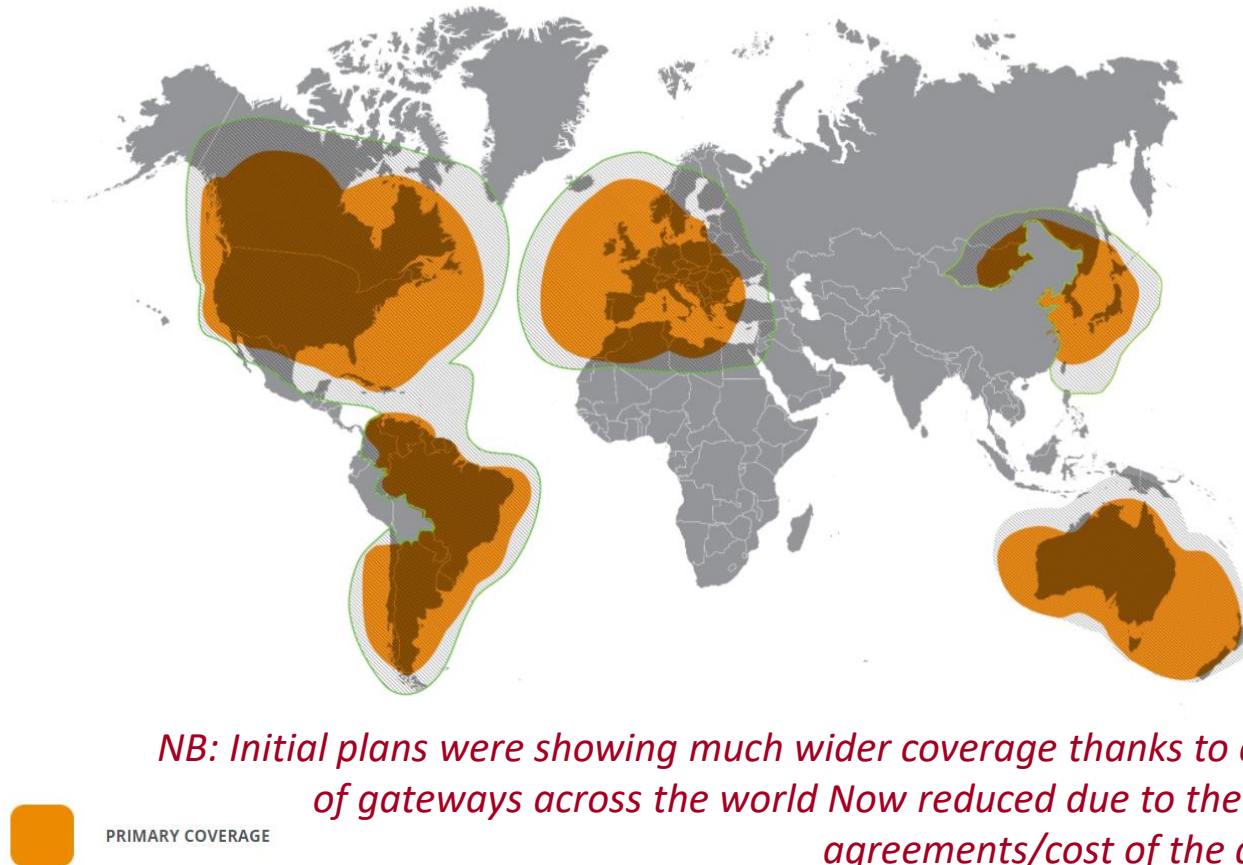 NB: Initial plans were showing much wider coverage thanks to
of gateways across the world Now reduced due to the
agreements/cost of the
PRIMARY COVERAGE